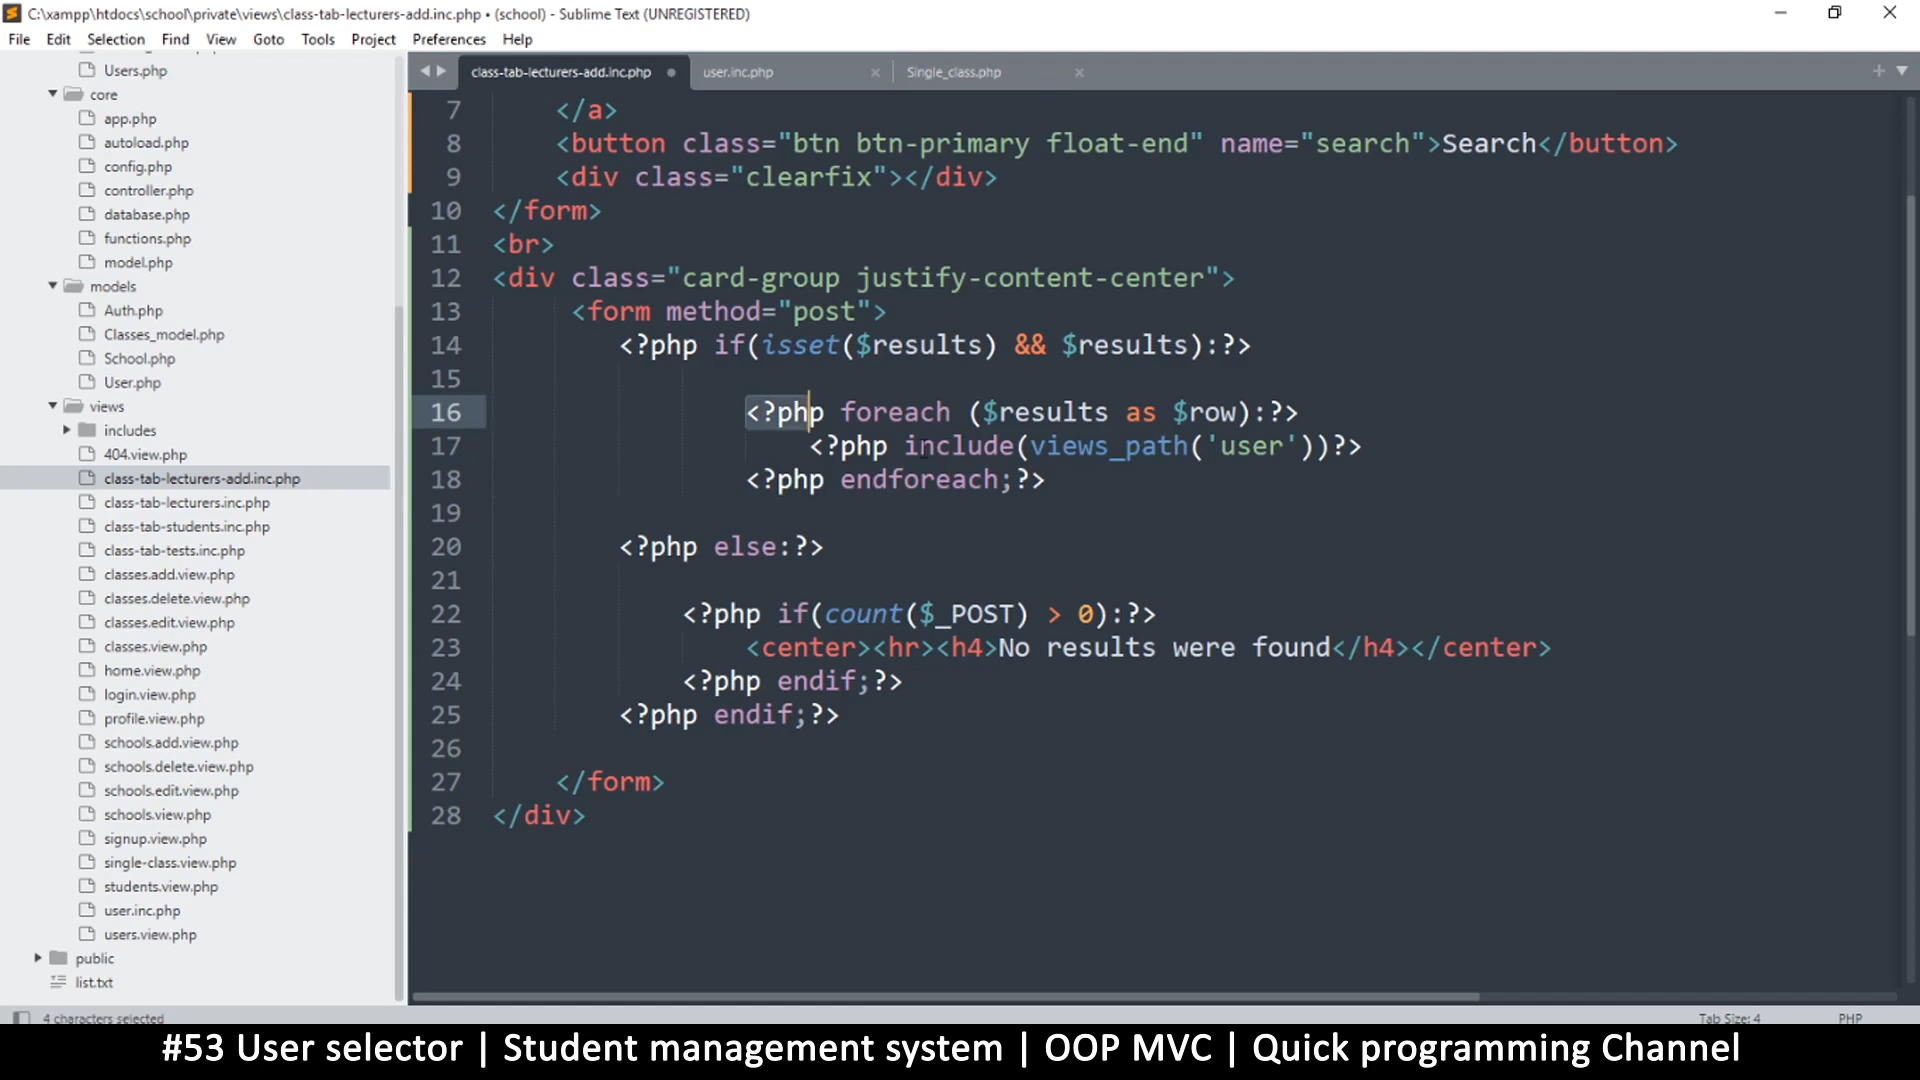 C:\xampp\htdocs\school\private\views\class-tab-lecturers-add.inc.php • (school) - Sublime Text (UNREGISTERED)
File Edit Selection Find View Goto Tools Project Preferences Help
Users.php
core
app.php
autoload.php
config.php
controller.php
database.php
functions.php
model.php
models
Auth.php
Classes_model.php
School.php
User.php
views
includes
404.view.php
class-tab-lecturers-add.inc.php
class-tab-lecturers.inc.php
class-tab-students.inc.php
class-tab-tests.inc.php
classes.add.view.php
classes.delete.view.php
classes.edit.view.php
classes.view.php
home.view.php
login.view.php
profile.view.php
schools.add.view.php
schools.delete.view.php
schools.edit.view.php
schools.view.php
signup.view.php
single-class.view.php
students.view.php
user.inc.php
users.view.php
public
list.txt
class-tab-lecturers-add.inc.php user.inc.php Single_class.php
7 </a>
8 <button class="btn btn-primary float-end" name="search">Search</button>
9 <div class="clearfix"></div>
10 </form>
11 <br>
12 <div class="card-group justify-content-center">
13 <form method="post">
14 <?php if(isset($results) && $results):?>
15
16 <?php foreach ($results as $row):?>
17 <?php include(views_path('user'))?>
18 <?php endforeach;?>
19
20 <?php else:?>
21
22 <?php if(count($_POST) > 0):?>
23 <center><hr><h4>No results were found</h4></center>
24 <?php endif;?>
25 <?php endif;?>
26
27 </form>
28 </div>
4 characters selected Tab Size: 4 PHP
#53 User selector | Student management system | OOP MVC | Quick programming Channel